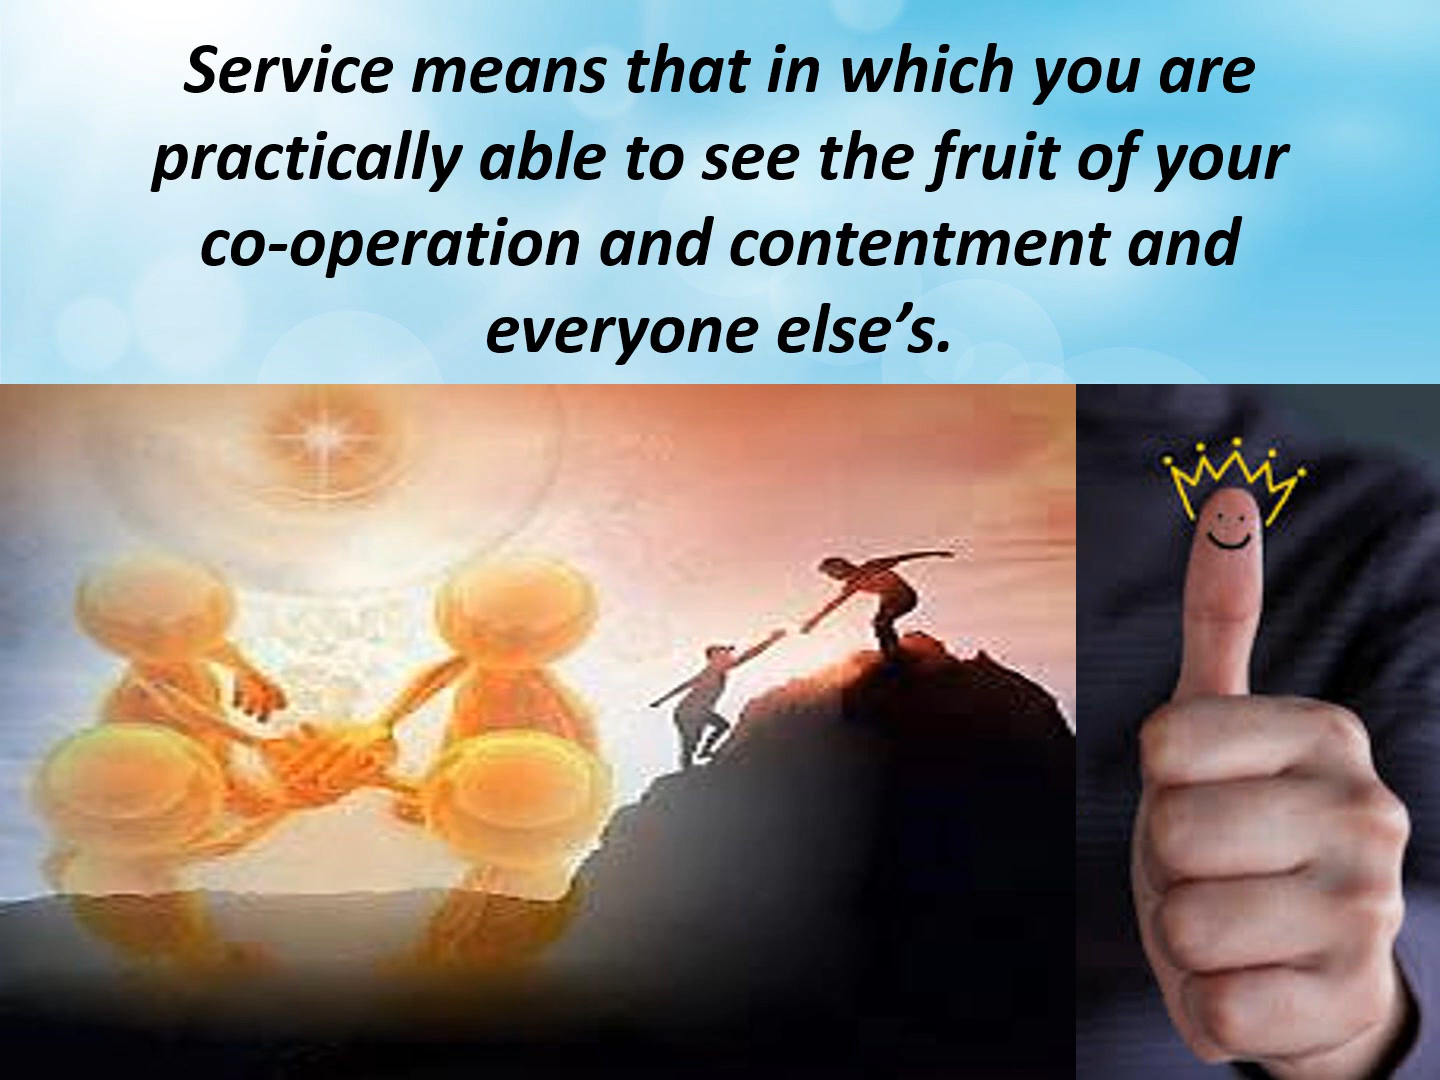 Service means that in which you are
practically able to see the fruit of your
co-operation and contentment and
everyone else’s.